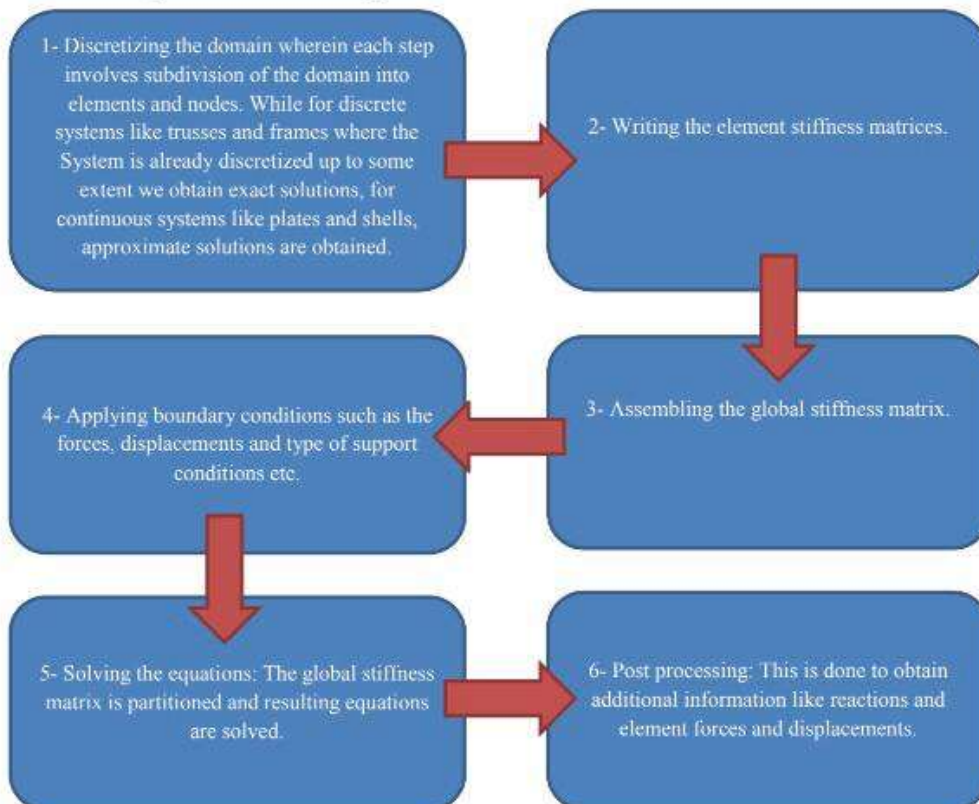 1- Discretizing the domain wherein each step
involves subdivision of the domain into
elements and nodes. While for discrete
systems like trusses and frames where the
System is already discretized up to some
extent we obtain exact solutions, for
continuous systems like plates and shells,
approximate solutions are obtained.
2- Writing the element stiffness matrices.
3- Assembling the global stiffness matrix.
4- Applying boundary conditions such as the
forces, displacements and type of support
conditions etc.
5- Solving the equations: The global stiffness
matrix is partitioned and resulting equations
are solved.
6- Post processing: This is done to obtain
additional information like reactions and
element forces and displacements.